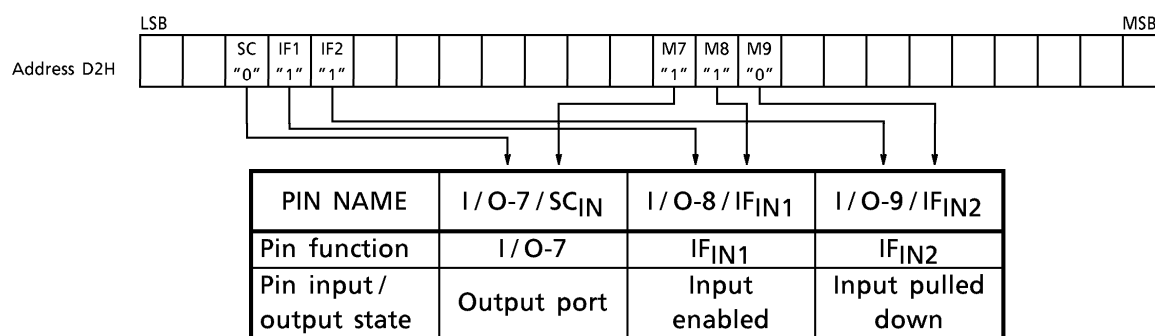 LSB MSB
SC IF1 IF2 M7 M8 M9
Address D2H "0" "1" "1" "1" "1" "0"
PIN NAME I/O-7/SCIN I/O-8/IFIN1 I/O-9/IFIN2
Pin function I/O-7 IFIN1 IFIN2
Pin input/ Input Input pulled
output state Output port enabled down